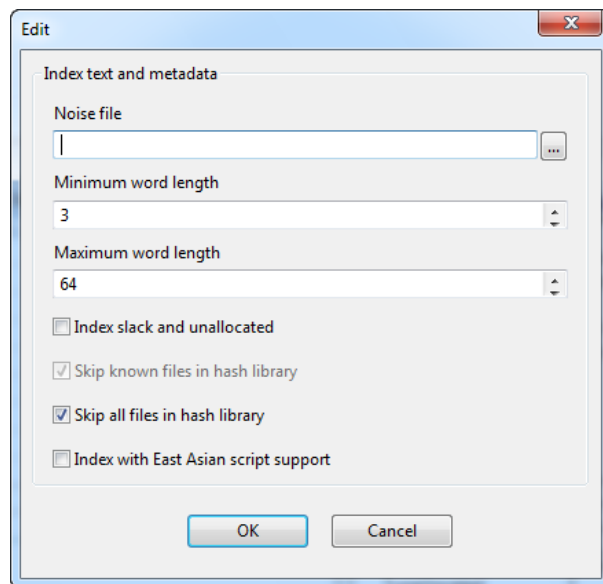 Edit
Index text and metadata
Noise file
...
Minimum word length
3
Maximum word length
64
Index slack and unallocated
Skip known files in hash library
Skip all files in hash library
Index with East Asian script support
OK Cancel